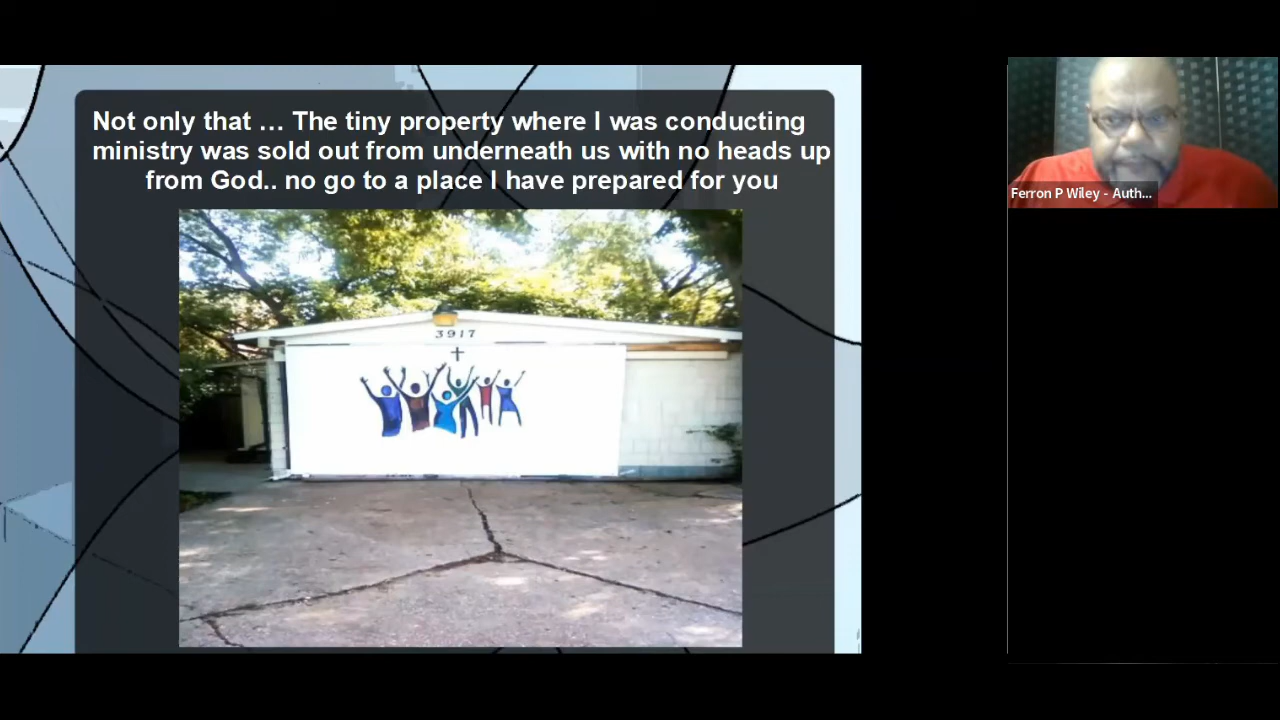 Not only that … The tiny property where I was conducting
ministry was sold out from underneath us with no heads up
from God.. no go to a place I have prepared for you
3917
Ferron P Wiley - Auth...